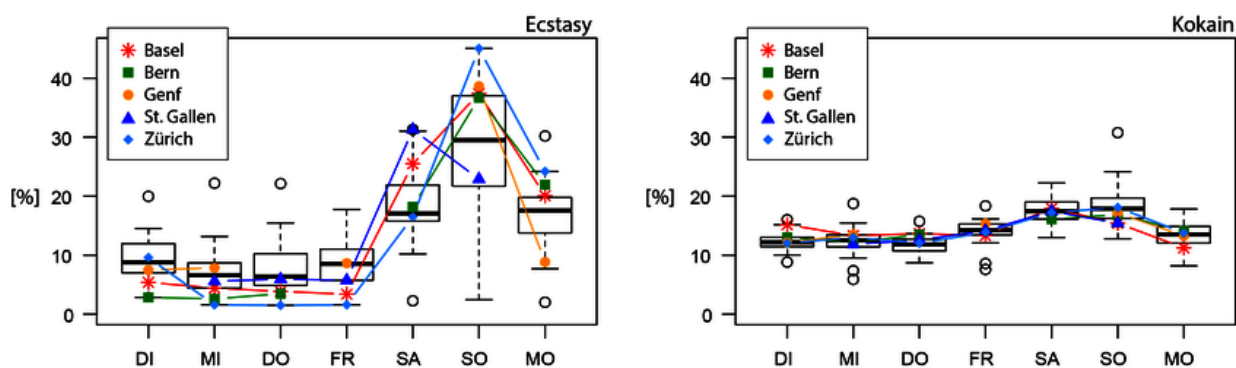 Ecstasy
Basel
Bern
Genf
St. Gallen
Zürich
[%]
40
30
20
10
0
DI MI DO FR SA SO MO
Kokain
Basel
Bern
Genf
St. Gallen
Zürich
[%]
40
30
20
10
0
DI MI DO FR SA SO MO